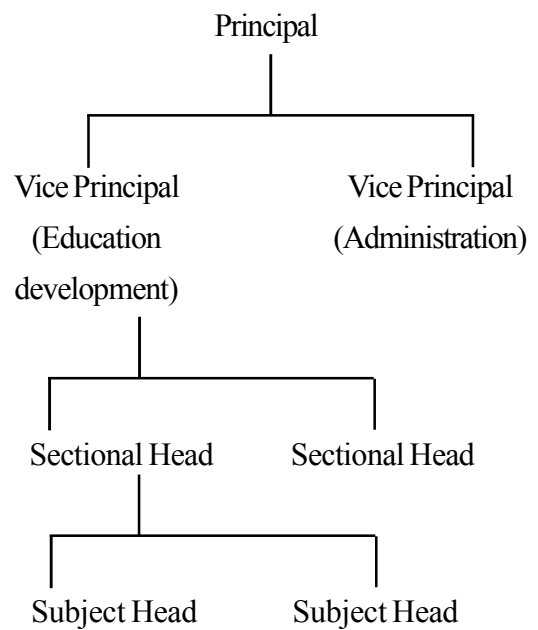 Principal
Vice Principal Vice Principal
(Education (Administration)
development)
Sectional Head Sectional Head
Subject Head Subject Head